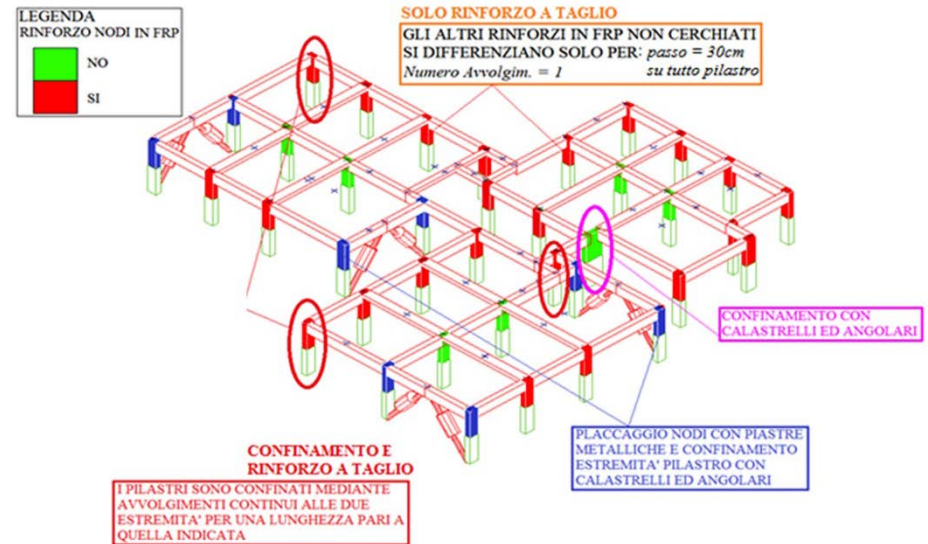 LEGENDA
RINFORZO NODI IN FRP
NO
SI
SOLO RINFORZO A TAGLIO
GLI ALTRI RINFORZI IN FRP NON CERCHIATI
SI DIFFERENZIANO SOLO PER: passo = 30cm
Numero Avvolgim. = 1 su tutto pilastro
CONFINAMENTO CON
CALASTRELLI ED ANGOLARI
PLACCAGGIO NODI CON PIASTRE
METALLICHE E CONFINAMENTO
ESTREMITA' PILASTRO CON
CALASTRELLI ED ANGOLARI
CONFINAMENTO E
RINFORZO A TAGLIO
I PILASTRI SONO CONFINATI MEDIANTE
AVVOLGIMENTI CONTINUI ALLE DUE
ESTREMITA' PER UNA LUNGHEZZA PARI A
QUELLA INDICATA